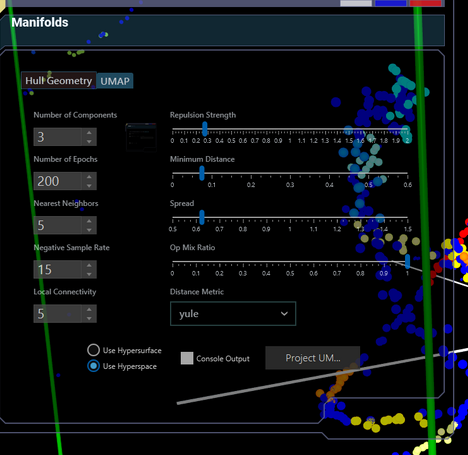 Manifolds
Hull Geometry UMAP
Number of Components
3
Repulsion Strength
0 0.1 0.2 0.3 0.4 0.5 0.6 0.7 0.8 0.9 1 1.1 1.2 1.3 1.4 1.5 1.6 1.7 1.8 1.9 2
Number of Epochs
200
Minimum Distance
0 0.1 0.2 0.3 0.4 0.5 0.6
Nearest Neighbors
5
Spread
0.5 0.6 0.7 0.8 0.9 1 1.1 1.2 1.3 1.4 1.5
Negative Sample Rate
15
Op Mix Ratio
0 0.1 0.2 0.3 0.4 0.5 0.6 0.7 0.8 0.9
Local Connectivity
5
Distance Metric
yule
Use Hypersurface
Use Hyperspace
Console Output
Project UM...